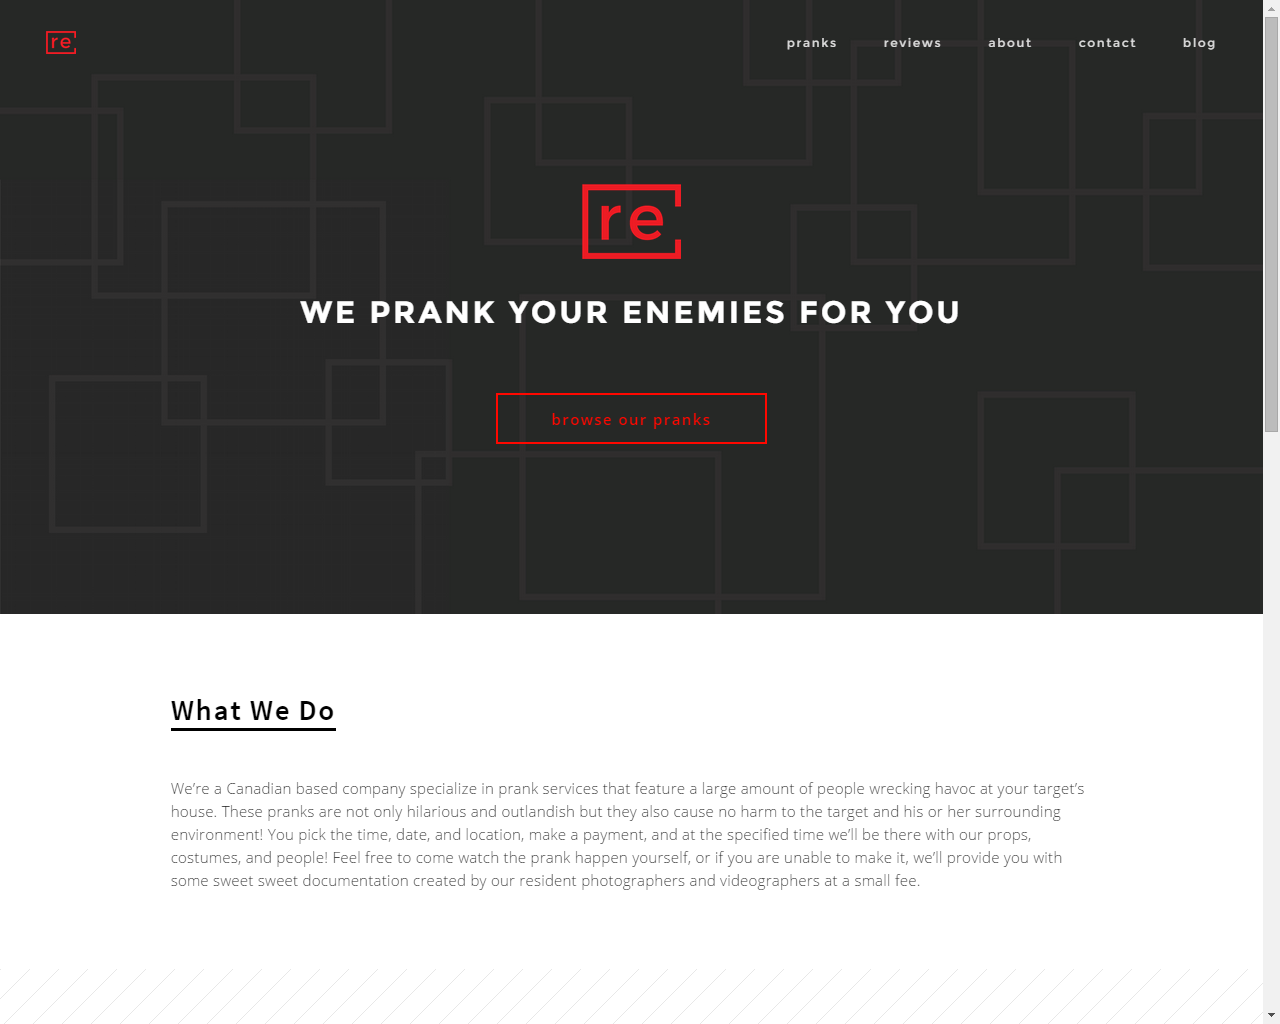 re
pranks reviews about contact blog
re
WE PRANK YOUR ENEMIES FOR YOU
browse our pranks
What We Do
We’re a Canadian based company specialize in prank services that feature a large amount of people wrecking havoc at your target’s
house. These pranks are not only hilarious and outlandish but they also cause no harm to the target and his or her surrounding
environment! You pick the time, date, and location, make a payment, and at the specified time we’ll be there with our props,
costumes, and people! Feel free to come watch the prank happen yourself, or if you are unable to make it, we’ll provide you with
some sweet sweet documentation created by our resident photographers and videographers at a small fee.